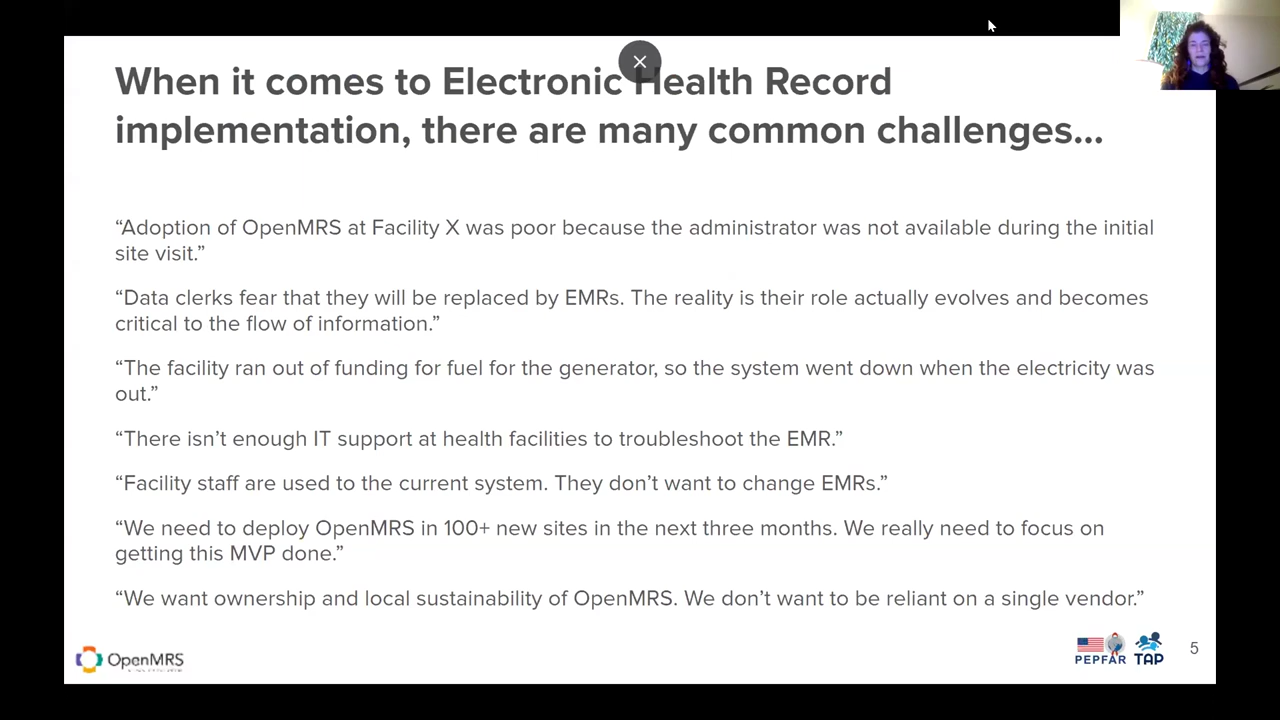 When it comes to Electronic Health Record
implementation, there are many common challenges...
“Adoption of OpenMRS at Facility X was poor because the administrator was not available during the initial
site visit.”
“Data clerks fear that they will be replaced by EMRs. The reality is their role actually evolves and becomes
critical to the flow of information.”
“The facility ran out of funding for fuel for the generator, so the system went down when the electricity was
out.”
“There isn’t enough IT support at health facilities to troubleshoot the EMR.”
“Facility staff are used to the current system. They don’t want to change EMRs.”
“We need to deploy OpenMRS in 100+ new sites in the next three months. We really need to focus on
getting this MVP done.”
“We want ownership and local sustainability of OpenMRS. We don’t want to be reliant on a single vendor.”
OpenMRS
PEPFAR
TAP
5